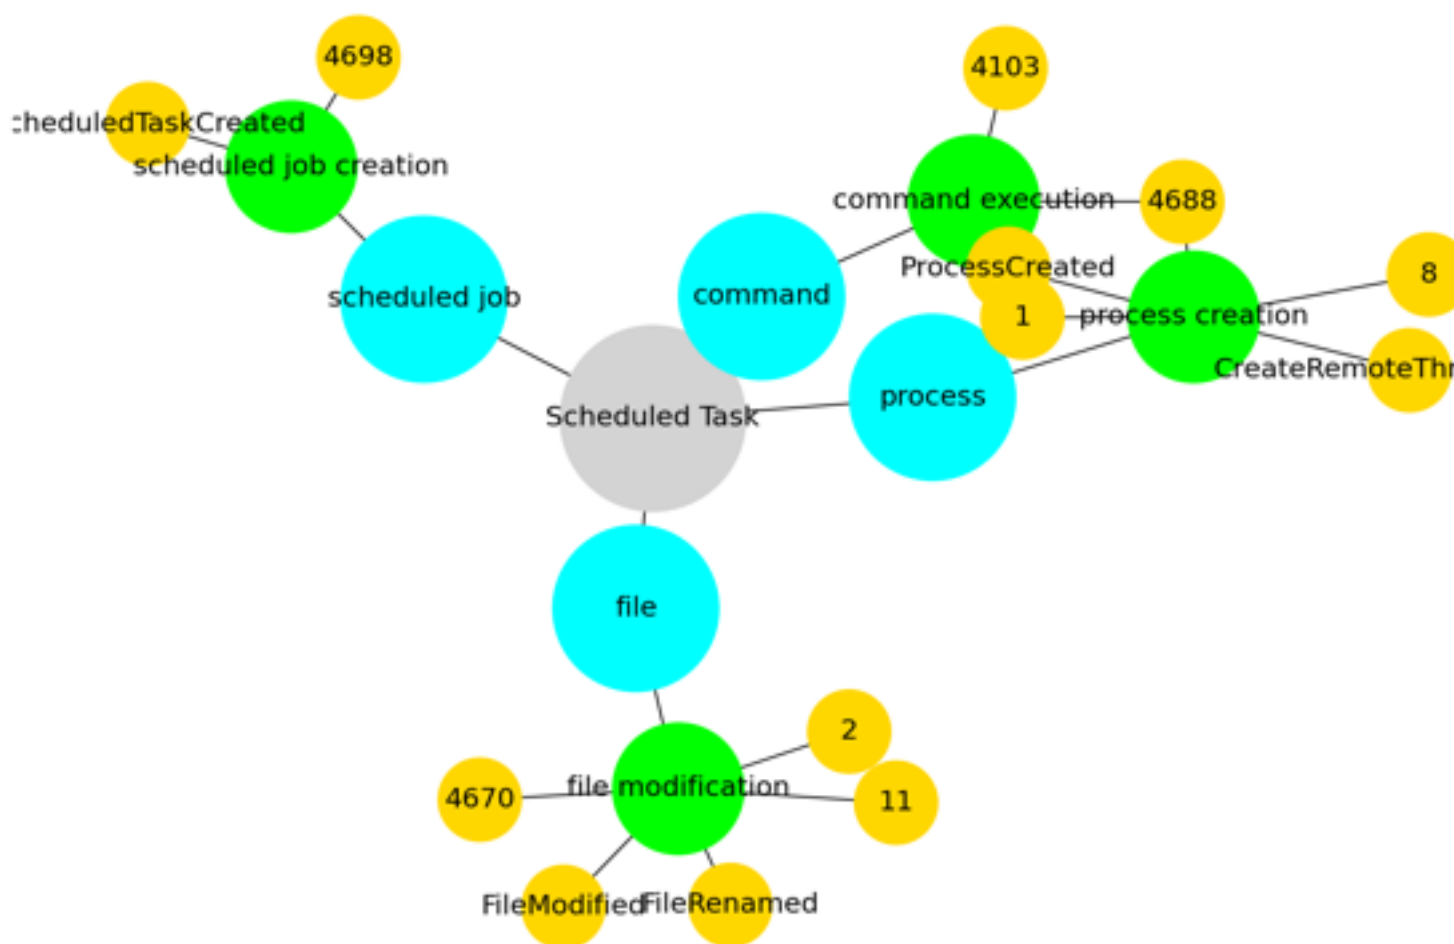 4698
4103
cheduledTaskCreated
scheduled job creation
command execution
4688
ProcessCreated
8
scheduled job
command
1
process creation
CreateRemoteThr
process
Scheduled Task
file
2
file modification
4670
11
FileModified
FileRenamed